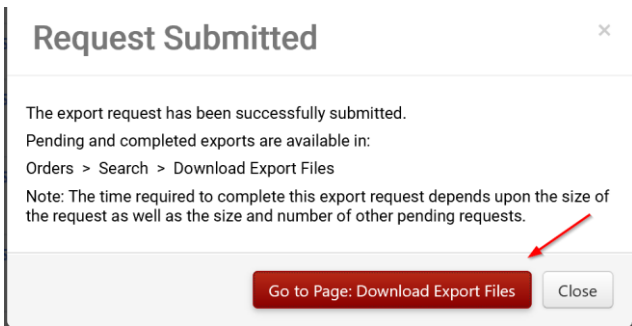 Request Submitted
×
The export request has been successfully submitted.
Pending and completed exports are available in:
Orders > Search > Download Export Files
Note: The time required to complete this export request depends upon the size of
the request as well as the size and number of other pending requests.
Go to Page: Download Export Files
Close